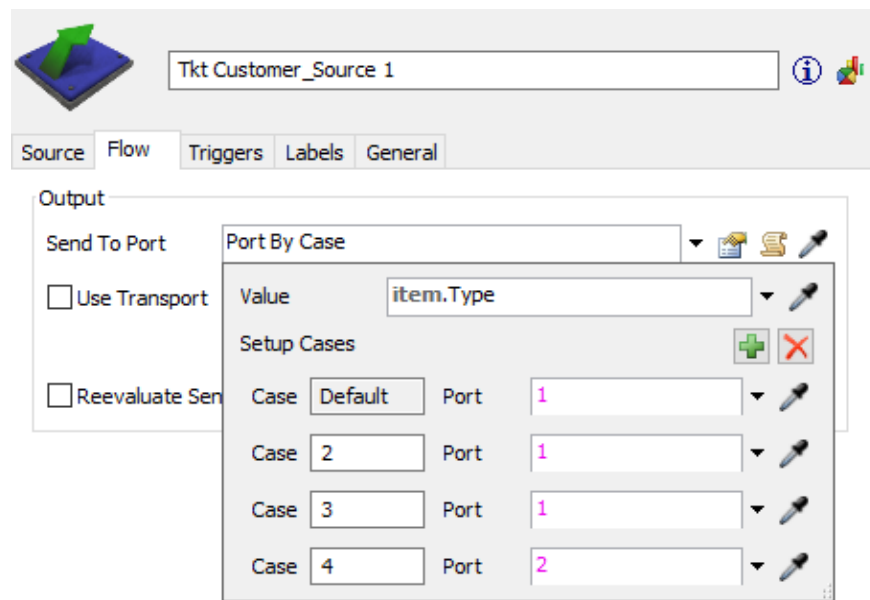 Tkt Customer_Source 1
Source Flow Triggers Labels General
Output
Send To Port Port By Case
Use Transport Value item.Type
Setup Cases
Reevaluate Sen Case Default Port 1
Case 2 Port 1
Case 3 Port 1
Case 4 Port 2